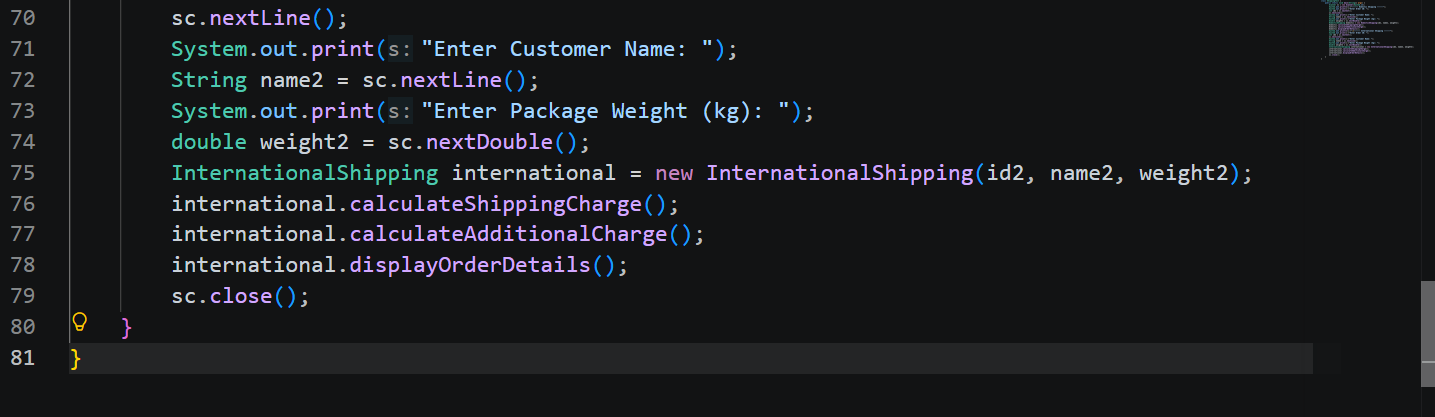 70 sc.nextLine();
71 System.out.print(s: "Enter Customer Name: ");
72 String name2 = sc.nextLine();
73 System.out.print(s: "Enter Package Weight (kg): ");
74 double weight2 = sc.nextDouble();
75 InternationalShipping international = new InternationalShipping(id2, name2, weight2);
76 international.calculateShippingCharge();
77 international.calculateAdditionalCharge();
78 international.displayOrderDetails();
79 sc.close();
80 }
81 }